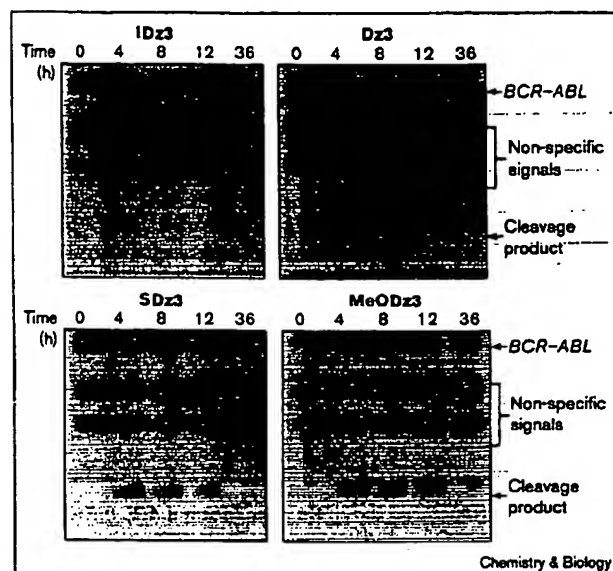 IDz3 Dz3
Time 0 4 8 12 36 0 4 8 12 36
(h)
BCR-ABL
Non-specific
signals
Cleavage
product
SDz3 MeODz3
Time 0 4 8 12 36 0 4 8 12 36
(h)
BCR-ABL
Non-specific
signals
Cleavage
product
Chemistry & Biology